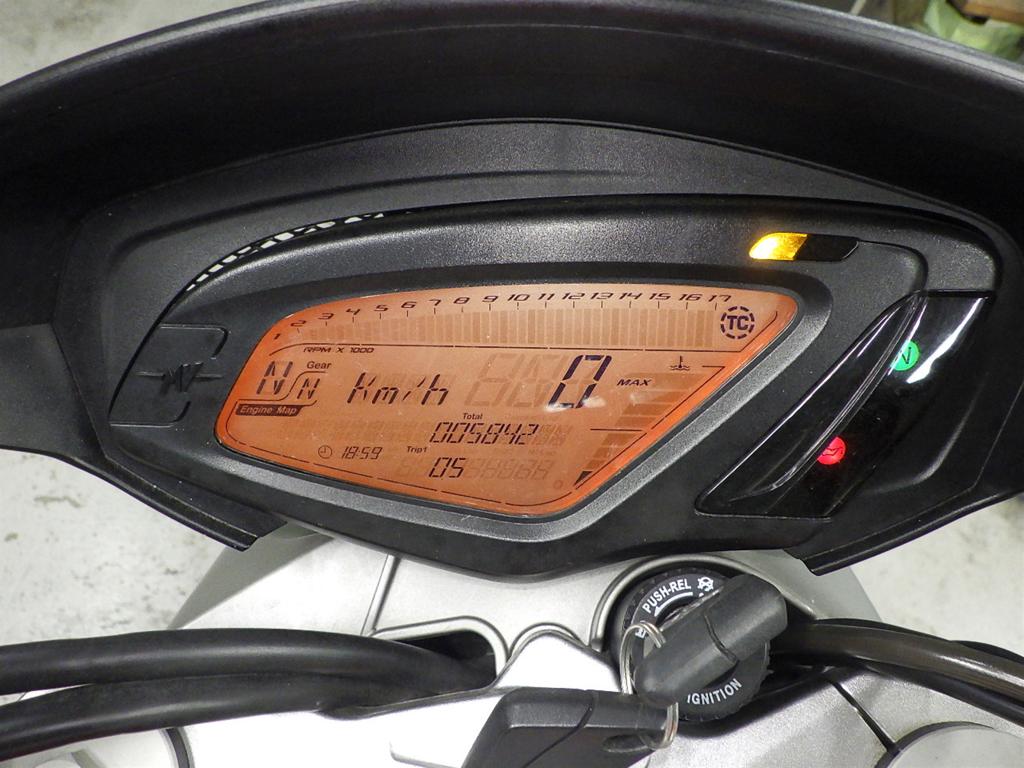 1 2 3 4 5 6 7 8 9 10 11 12 13 14 15 16 17
TC
RPM X 1000
N Gear
N Km/h 0 MAX
Engine Map
Total
005842
18:59 Trip1
05
MV
N
PUSH-REL
IGNITION